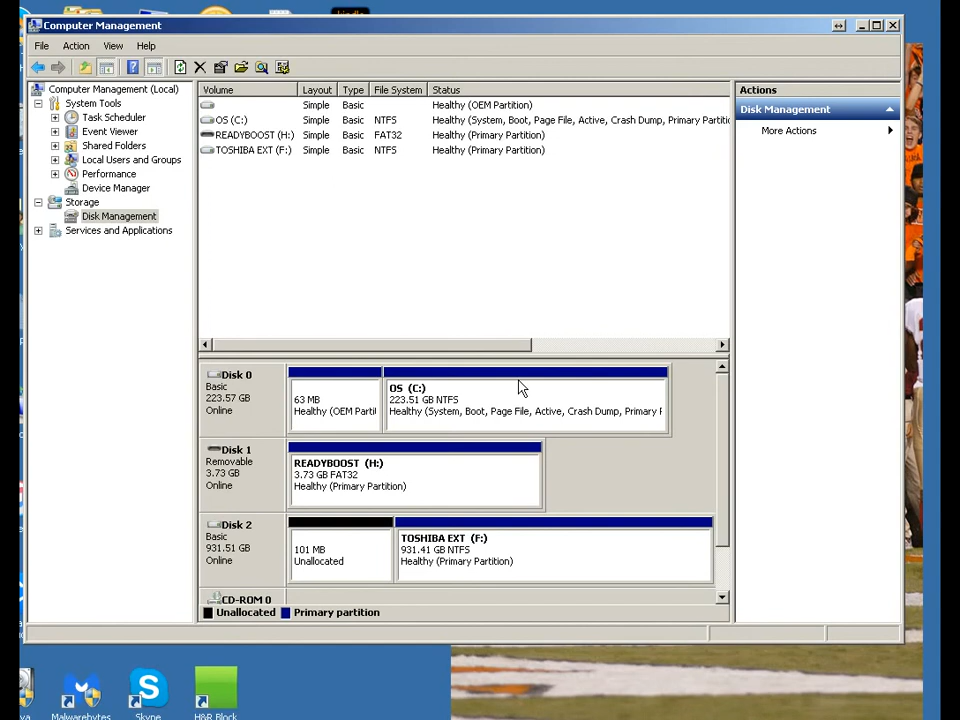 Computer Management
File Action View Help
Computer Management (Local)
System Tools
Task Scheduler
Event Viewer
Shared Folders
Local Users and Groups
Performance
Device Manager
Storage
Disk Management
Services and Applications
Volume Layout Type File System Status
Simple Basic Healthy (OEM Partition)
OS (C:) Simple Basic NTFS Healthy (System, Boot, Page File, Active, Crash Dump, Primary Partitio
READYBOOST (H:) Simple Basic FAT32 Healthy (Primary Partition)
TOSHIBA EXT (F:) Simple Basic NTFS Healthy (Primary Partition)
Actions
Disk Management
More Actions
Disk 0
Basic
223.57 GB
Online
63 MB
Healthy (OEM Parti
OS (C:)
223.51 GB NTFS
Healthy (System, Boot, Page File, Active, Crash Dump, Primary F
Disk 1
Removable
3.73 GB
Online
READYBOOST (H:)
3.73 GB FAT32
Healthy (Primary Partition)
Disk 2
Basic
931.51 GB
Online
101 MB
Unallocated
TOSHIBA EXT (F:)
931.41 GB NTFS
Healthy (Primary Partition)
CD-ROM 0
Unallocated Primary partition
Malwarebytes
Skype
H&R Block